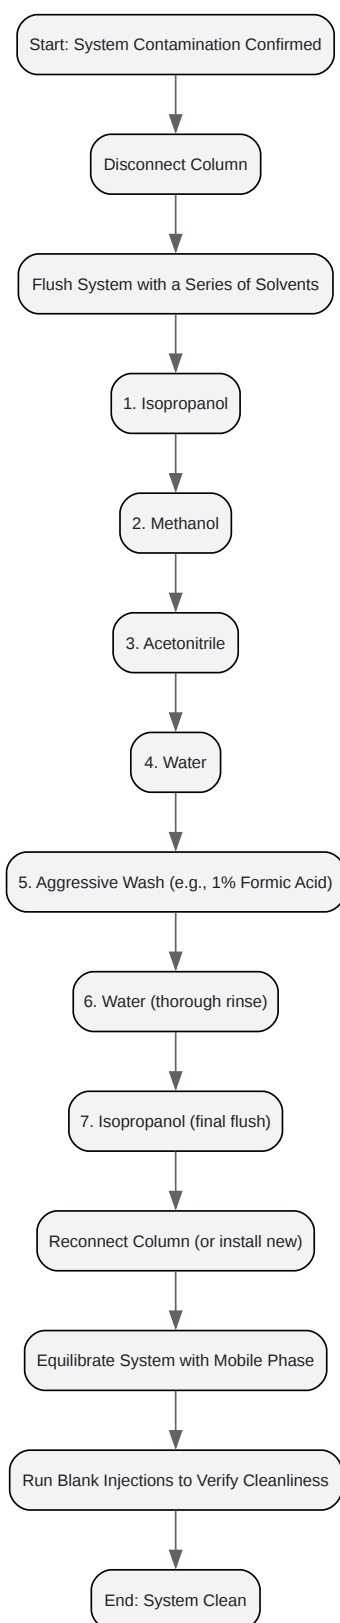 Start: System Contamination Confirmed
Disconnect Column
Flush System with a Series of Solvents
1. Isopropanol
2. Methanol
3. Acetonitrile
4. Water
5. Aggressive Wash (e.g., 1% Formic Acid)
6. Water (thorough rinse)
7. Isopropanol (final flush)
Reconnect Column (or install new)
Equilibrate System with Mobile Phase
Run Blank Injections to Verify Cleanliness
End: System Clean